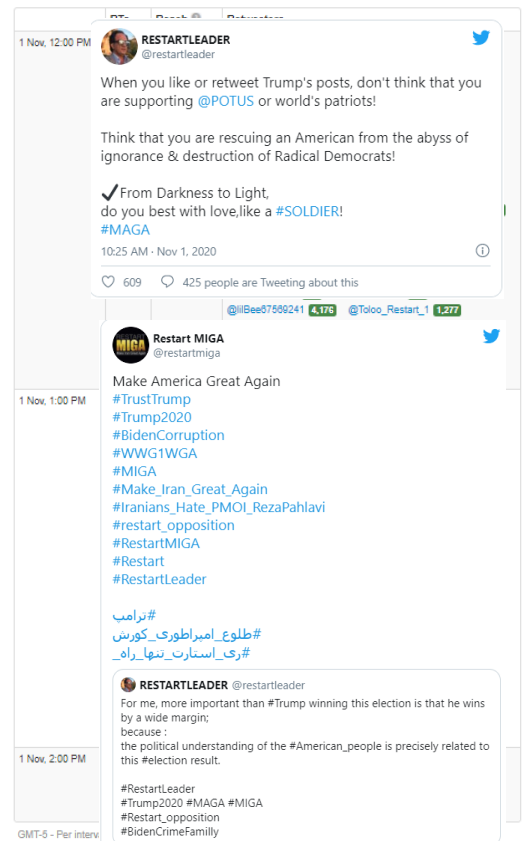 1 Nov, 12:00 PM
RESTARTLEADER
@restartleader
When you like or retweet Trump's posts, don't think that you
are supporting @POTUS or world's patriots!
Think that you are rescuing an American from the abyss of
ignorance & destruction of Radical Democrats!
✓From Darkness to Light,
do you best with love,like a #SOLDIER!
#MAGA
10:25 AM · Nov 1, 2020
609 425 people are Tweeting about this
@lilBee67569241 4,176 @Toloo_Restart_1 1,277
Restart MIGA
@restartmiga
1 Nov, 1:00 PM
Make America Great Again
#TrustTrump
#Trump2020
#BidenCorruption
#WWG1WGA
#MIGA
#Make_Iran_Great_Again
#Iranians_Hate_PMOI_RezaPahlavi
#restart_opposition
#RestartMIGA
#Restart
#RestartLeader
#ترامپ
#طلوع_امپراطوری_کورش
#ری_استارت_تنها_راه_
RESTARTLEADER @restartleader
For me, more important than #Trump winning this election is that he wins
by a wide margin;
because :
the political understanding of the #American_people is precisely related to
this #election result.
1 Nov, 2:00 PM
#RestartLeader
#Trump2020 #MAGA #MIGA
#Restart_opposition
#BidenCrimeFamilly
GMT-5 - Per